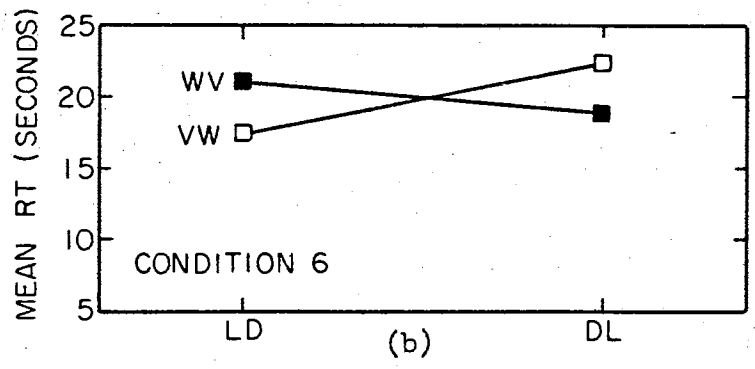 MEAN RT (SECONDS)
25
20
15
10
5
WV
VW
CONDITION 6
LD
DL
(b)